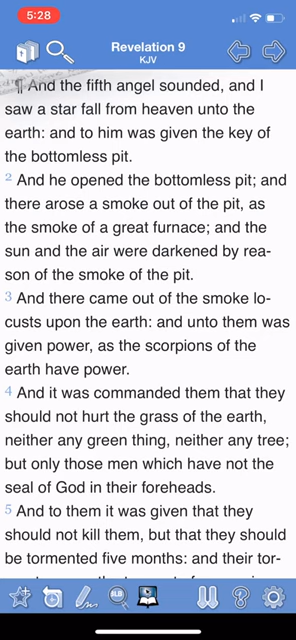 5:28
Revelation 9
KJV
¶ And the fifth angel sounded, and I
saw a star fall from heaven unto the
earth: and to him was given the key of
the bottomless pit.
2 And he opened the bottomless pit; and
there arose a smoke out of the pit, as
the smoke of a great furnace; and the
sun and the air were darkened by rea-
son of the smoke of the pit.
3 And there came out of the smoke lo-
custs upon the earth: and unto them was
given power, as the scorpions of the
earth have power.
4 And it was commanded them that they
should not hurt the grass of the earth,
neither any green thing, neither any tree;
but only those men which have not the
seal of God in their foreheads.
5 And to them it was given that they
should not kill them, but that they should
be tormented five months: and their tor-
BLB